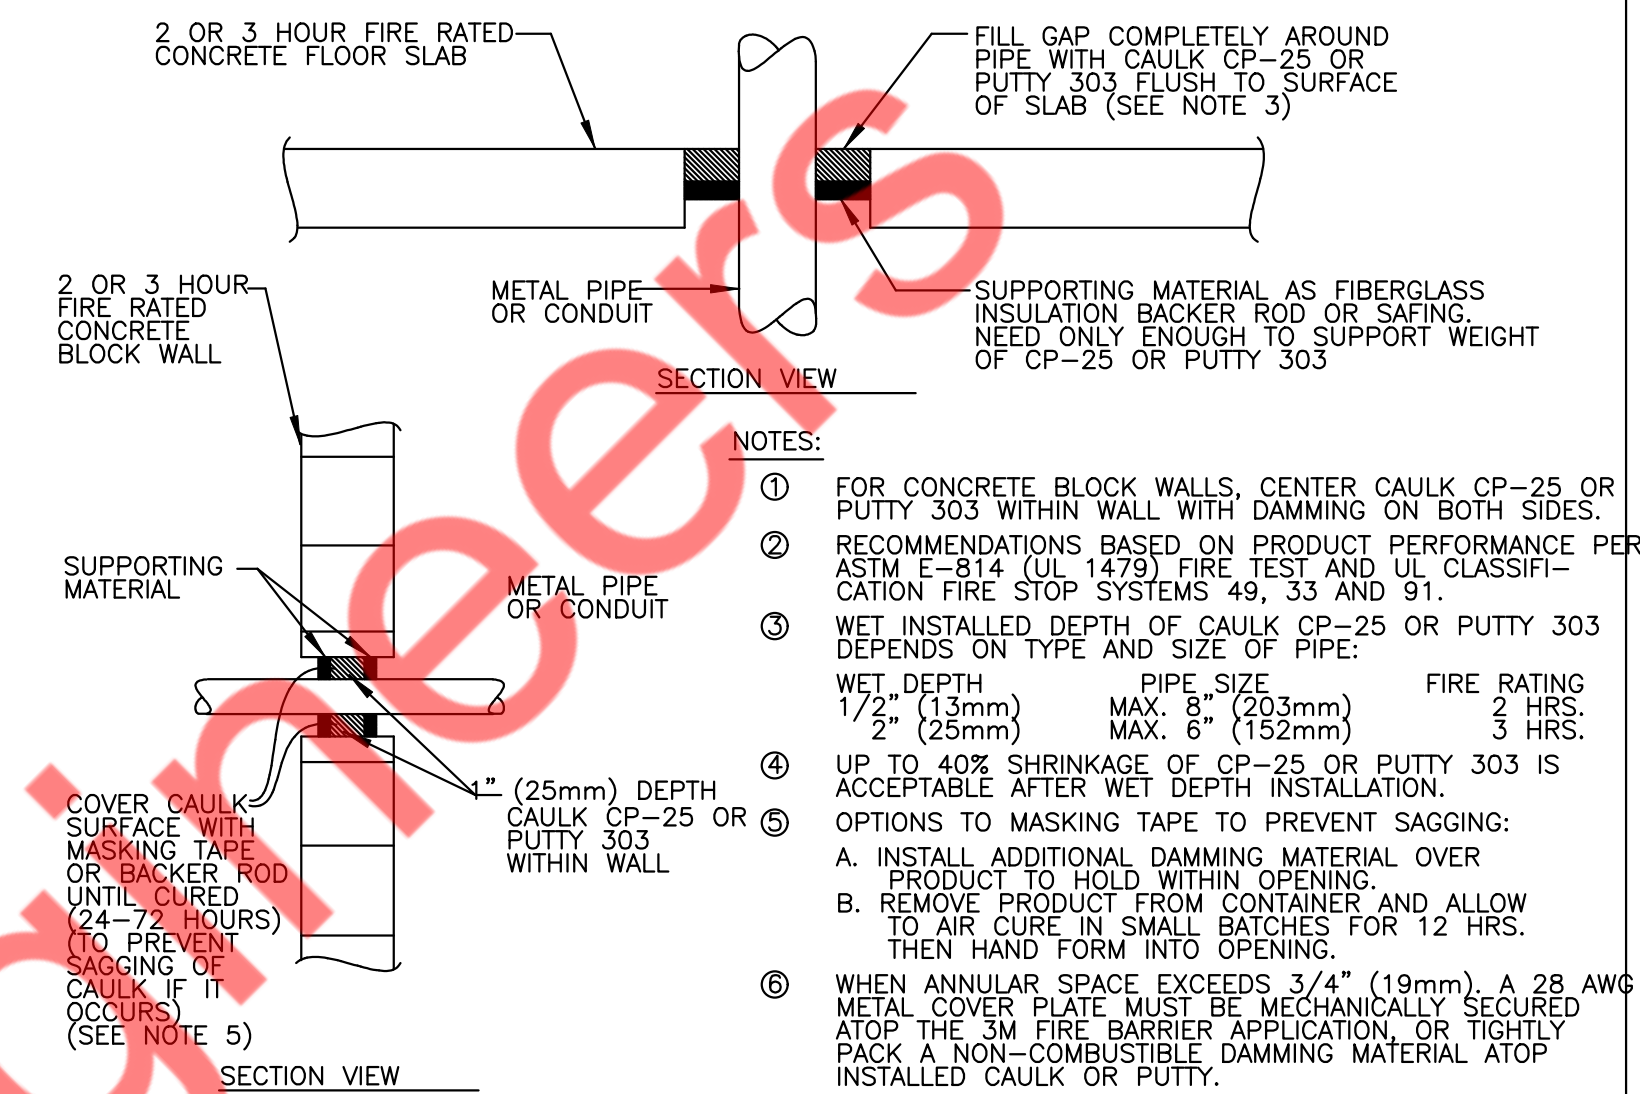 2 OR 3 HOUR FIRE RATED
CONCRETE FLOOR SLAB
FILL GAP COMPLETELY AROUND
PIPE WITH CAULK CP-25 OR
PUTTY 303 FLUSH TO SURFACE
OF SLAB (SEE NOTE 3)
2 OR 3 HOUR
FIRE RATED
CONCRETE
BLOCK WALL
METAL PIPE
OR CONDUIT
SUPPORTING MATERIAL AS FIBERGLASS
INSULATION BACKER ROD OR SAFING.
NEED ONLY ENOUGH TO SUPPORT WEIGHT
OF CP-25 OR PUTTY 303
SECTION VIEW
SUPPORTING
MATERIAL
METAL PIPE
OR CONDUIT
1" (25mm) DEPTH
CAULK CP-25 OR
PUTTY 303
WITHIN WALL
COVER CAULK
SURFACE WITH
MASKING TAPE
OR BACKER ROD
UNTIL CURED
(24-72 HOURS)
(TO PREVENT
SAGGING OF
CAULK IF IT
OCCURS)
(SEE NOTE 5)
SECTION VIEW
NOTES:
1 FOR CONCRETE BLOCK WALLS, CENTER CAULK CP-25 OR
PUTTY 303 WITHIN WALL WITH DAMMING ON BOTH SIDES.
2 RECOMMENDATIONS BASED ON PRODUCT PERFORMANCE PER
ASTM E-814 (UL 1479) FIRE TEST AND UL CLASSIFI-
CATION FIRE STOP SYSTEMS 49, 33 AND 91.
3 WET INSTALLED DEPTH OF CAULK CP-25 OR PUTTY 303
DEPENDS ON TYPE AND SIZE OF PIPE:
WET DEPTH PIPE SIZE FIRE RATING
1/2" (13mm) MAX. 8" (203mm) 2 HRS.
2" (25mm) MAX. 6" (152mm) 3 HRS.
4 UP TO 40% SHRINKAGE OF CP-25 OR PUTTY 303 IS
ACCEPTABLE AFTER WET DEPTH INSTALLATION.
5 OPTIONS TO MASKING TAPE TO PREVENT SAGGING:
A. INSTALL ADDITIONAL DAMMING MATERIAL OVER
PRODUCT TO HOLD WITHIN OPENING.
B. REMOVE PRODUCT FROM CONTAINER AND ALLOW
TO AIR CURE IN SMALL BATCHES FOR 12 HRS.
THEN HAND FORM INTO OPENING.
6 WHEN ANNULAR SPACE EXCEEDS 3/4" (19mm). A 28 AWG
METAL COVER PLATE MUST BE MECHANICALLY SECURED
ATOP THE 3M FIRE BARRIER APPLICATION, OR TIGHTLY
PACK A NON-COMBUSTIBLE DAMMING MATERIAL ATOP
INSTALLED CAULK OR PUTTY.
gineers